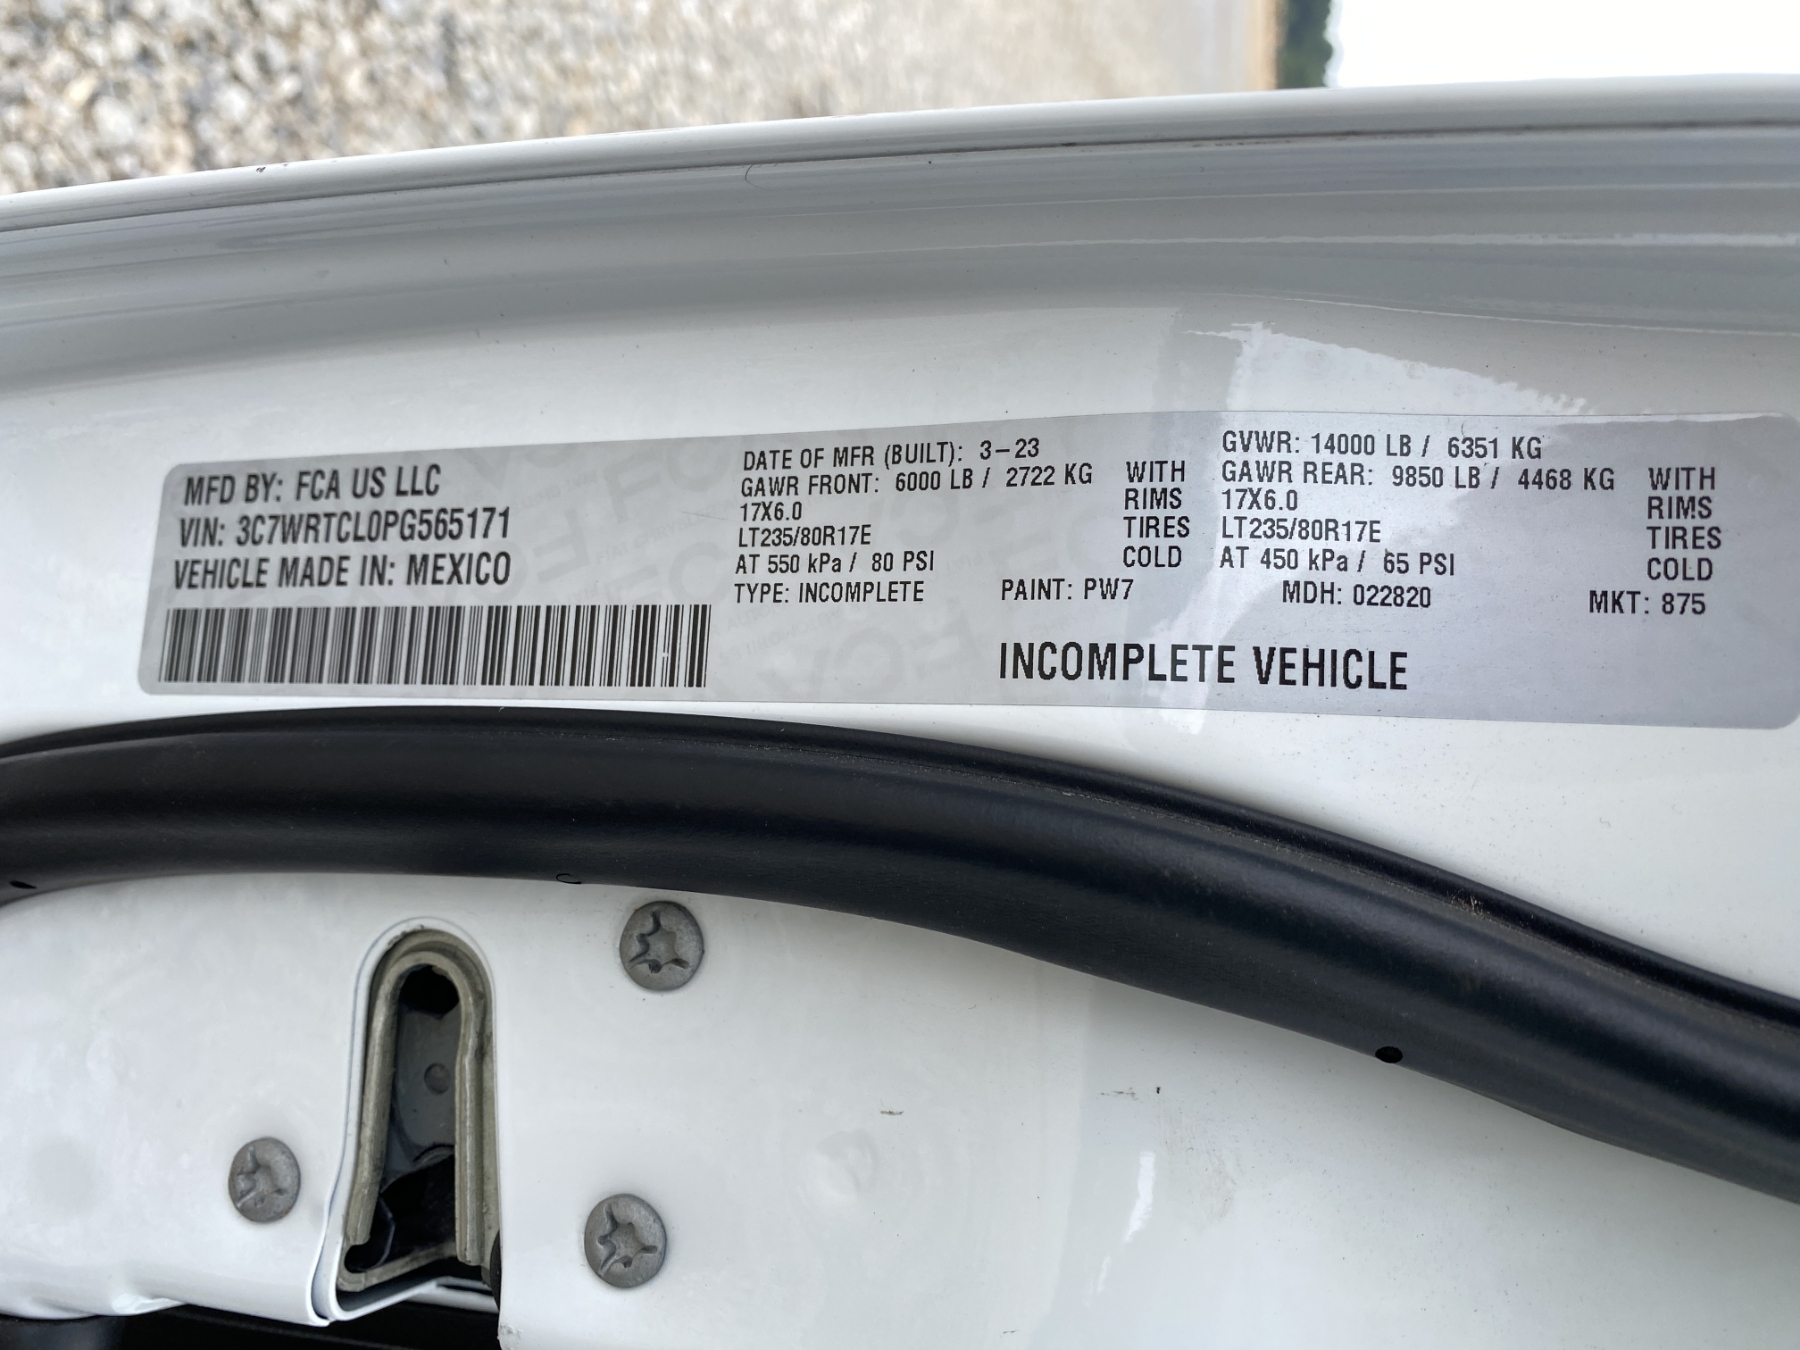 MFD BY: FCA US LLC
VIN: 3C7WRTCL0PG565171
VEHICLE MADE IN: MEXICO
DATE OF MFR (BUILT): 3-23
GAWR FRONT: 6000 LB / 2722 KG WITH
17X6.0 RIMS
LT235/80R17E TIRES
AT 550 kPa / 80 PSI COLD
TYPE: INCOMPLETE PAINT: PW7
GVWR: 14000 LB / 6351 KG
GAWR REAR: 9850 LB / 4468 KG WITH
17X6.0 RIMS
LT235/80R17E TIRES
AT 450 kPa / 65 PSI COLD
MDH: 022820 MKT: 875
INCOMPLETE VEHICLE